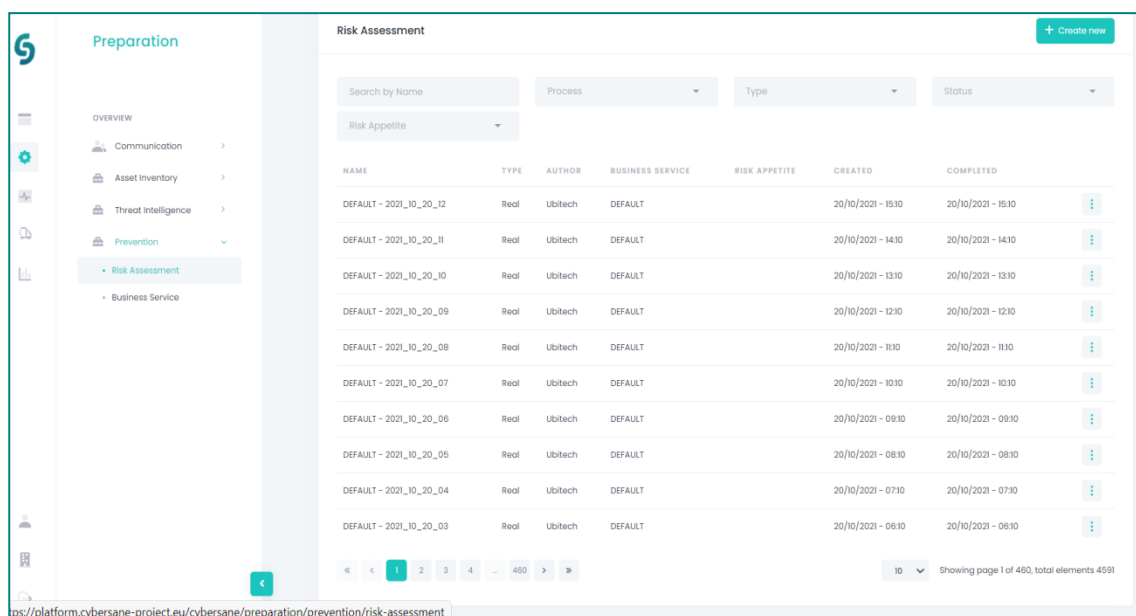 Preparation
OVERVIEW
Communication
Asset Inventory
Threat Intelligence
Prevention
Risk Assessment
Business Service
Risk Assessment
+ Create new
Search by Name
Process
Type
Status
Risk Appetite
NAME TYPE AUTHOR BUSINESS SERVICE RISK APPETITE CREATED COMPLETED
DEFAULT - 2021_10_20_12 Real Ubitech DEFAULT 20/10/2021 - 15:10 20/10/2021 - 15:10
DEFAULT - 2021_10_20_11 Real Ubitech DEFAULT 20/10/2021 - 14:10 20/10/2021 - 14:10
DEFAULT - 2021_10_20_10 Real Ubitech DEFAULT 20/10/2021 - 13:10 20/10/2021 - 13:10
DEFAULT - 2021_10_20_09 Real Ubitech DEFAULT 20/10/2021 - 12:10 20/10/2021 - 12:10
DEFAULT - 2021_10_20_08 Real Ubitech DEFAULT 20/10/2021 - 11:10 20/10/2021 - 11:10
DEFAULT - 2021_10_20_07 Real Ubitech DEFAULT 20/10/2021 - 10:10 20/10/2021 - 10:10
DEFAULT - 2021_10_20_06 Real Ubitech DEFAULT 20/10/2021 - 09:10 20/10/2021 - 09:10
DEFAULT - 2021_10_20_05 Real Ubitech DEFAULT 20/10/2021 - 08:10 20/10/2021 - 08:10
DEFAULT - 2021_10_20_04 Real Ubitech DEFAULT 20/10/2021 - 07:10 20/10/2021 - 07:10
DEFAULT - 2021_10_20_03 Real Ubitech DEFAULT 20/10/2021 - 06:10 20/10/2021 - 06:10
« < 1 2 3 4 ... 460 > »
10
Showing page 1 of 460, total elements 4591
tps://platform.cybersane-project.eu/cybersane/preparation/prevention/risk-assessment